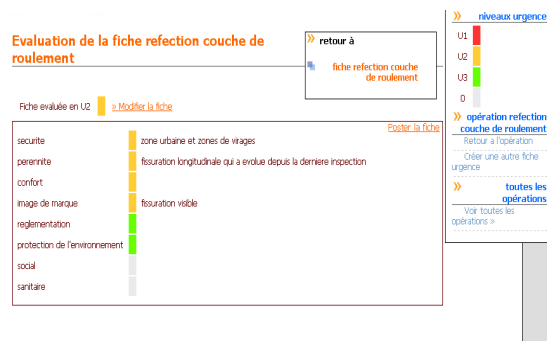 Evaluation de la fiche refection couche de
roulement
» retour à
fiche refection couche
de roulement
Fiche evaluée en U2 » Modifier la fiche
Poster la fiche
securite zone urbaine et zones de virages
perennite fissuration longitudinale qui a evolue depuis la derniere inspection
confort
image de marque fissuration visible
reglementation
protection de l'environnement
social
sanitaire
» niveaux urgence
U1
U2
U3
0
» opération refection
couche de roulement
Retour a l'opération
Créer une autre fiche
urgence
» toutes les
opérations
Voir toutes les
opérations »